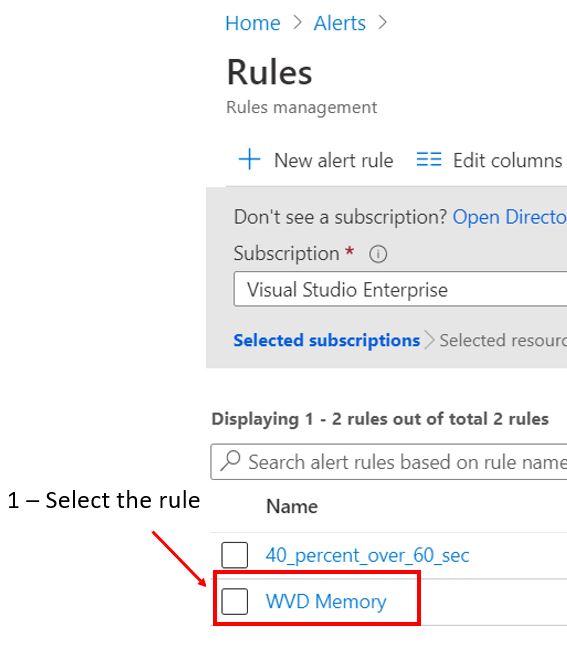 Home > Alerts >
Rules
Rules management
+ New alert rule Edit columns
Don't see a subscription? Open Directo
Subscription * ⓘ
Visual Studio Enterprise
Selected subscriptions > Selected resourc
Displaying 1 - 2 rules out of total 2 rules
Search alert rules based on rule name
1 – Select the rule
Name
40_percent_over_60_sec
WVD Memory